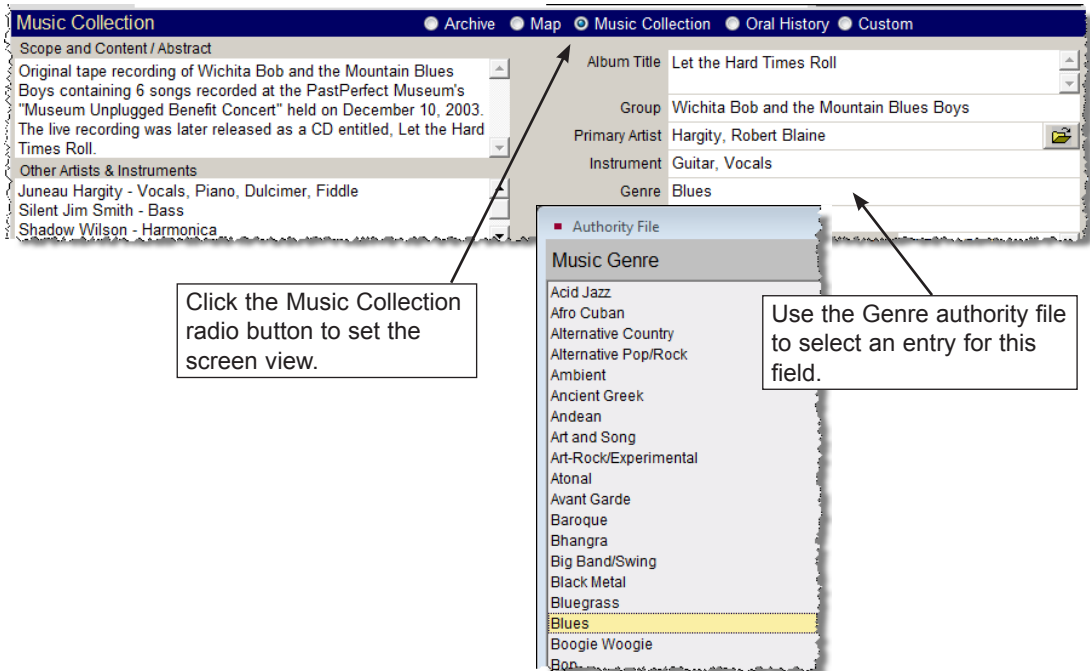 Music Collection
Archive Map Music Collection Oral History Custom
Scope and Content / Abstract
Original tape recording of Wichita Bob and the Mountain Blues
Boys containing 6 songs recorded at the PastPerfect Museum's
"Museum Unplugged Benefit Concert" held on December 10, 2003.
The live recording was later released as a CD entitled, Let the Hard
Times Roll.
Other Artists & Instruments
Juneau Hargity - Vocals, Piano, Dulcimer, Fiddle
Silent Jim Smith - Bass
Shadow Wilson - Harmonica
Album Title Let the Hard Times Roll
Group Wichita Bob and the Mountain Blues Boys
Primary Artist Hargity, Robert Blaine
Instrument Guitar, Vocals
Genre Blues
Authority File
Music Genre
Acid Jazz
Afro Cuban
Alternative Country
Alternative Pop/Rock
Ambient
Ancient Greek
Andean
Art and Song
Art-Rock/Experimental
Atonal
Avant Garde
Baroque
Bhangra
Big Band/Swing
Black Metal
Bluegrass
Blues
Boogie Woogie
Bop
Click the Music Collection
radio button to set the
screen view.
Use the Genre authority file
to select an entry for this
field.